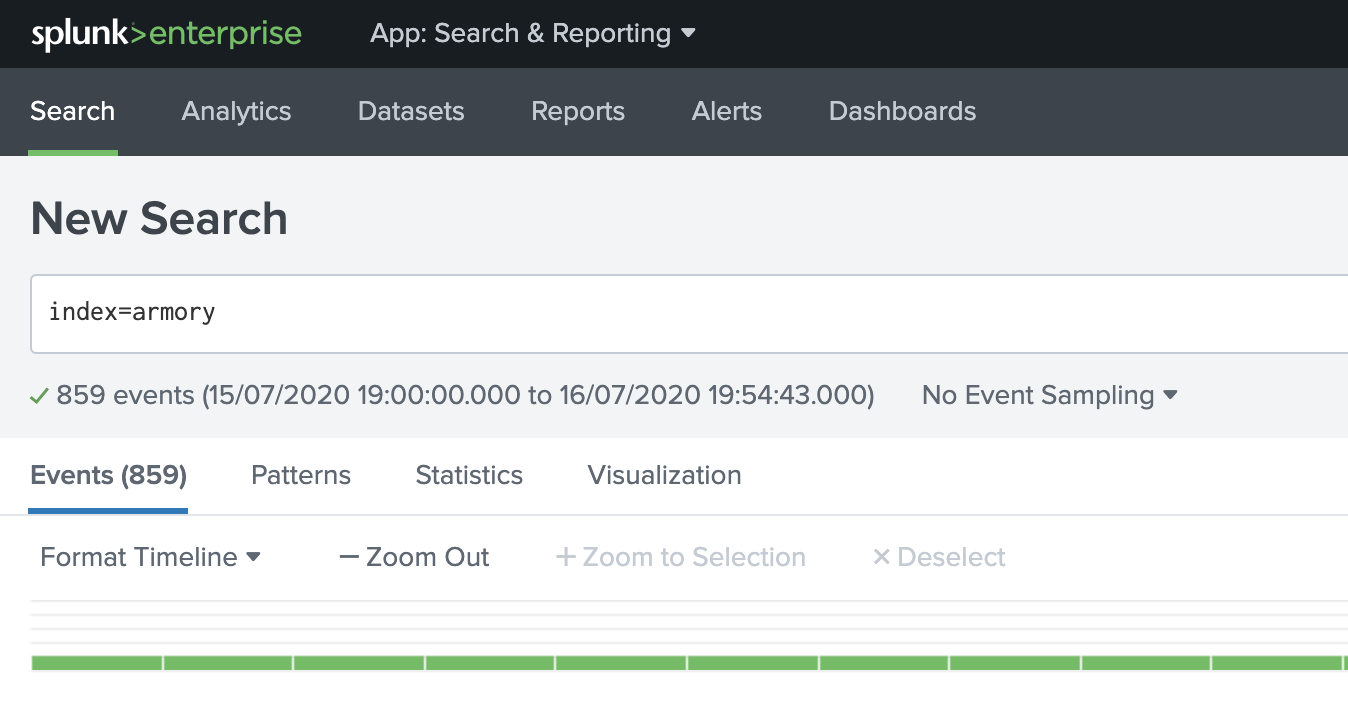 splunk>enterprise App: Search & Reporting
Search Analytics Datasets Reports Alerts Dashboards
New Search
index=armory
859 events (15/07/2020 19:00:00.000 to 16/07/2020 19:54:43.000) No Event Sampling
Events (859) Patterns Statistics Visualization
Format Timeline — Zoom Out + Zoom to Selection × Deselect